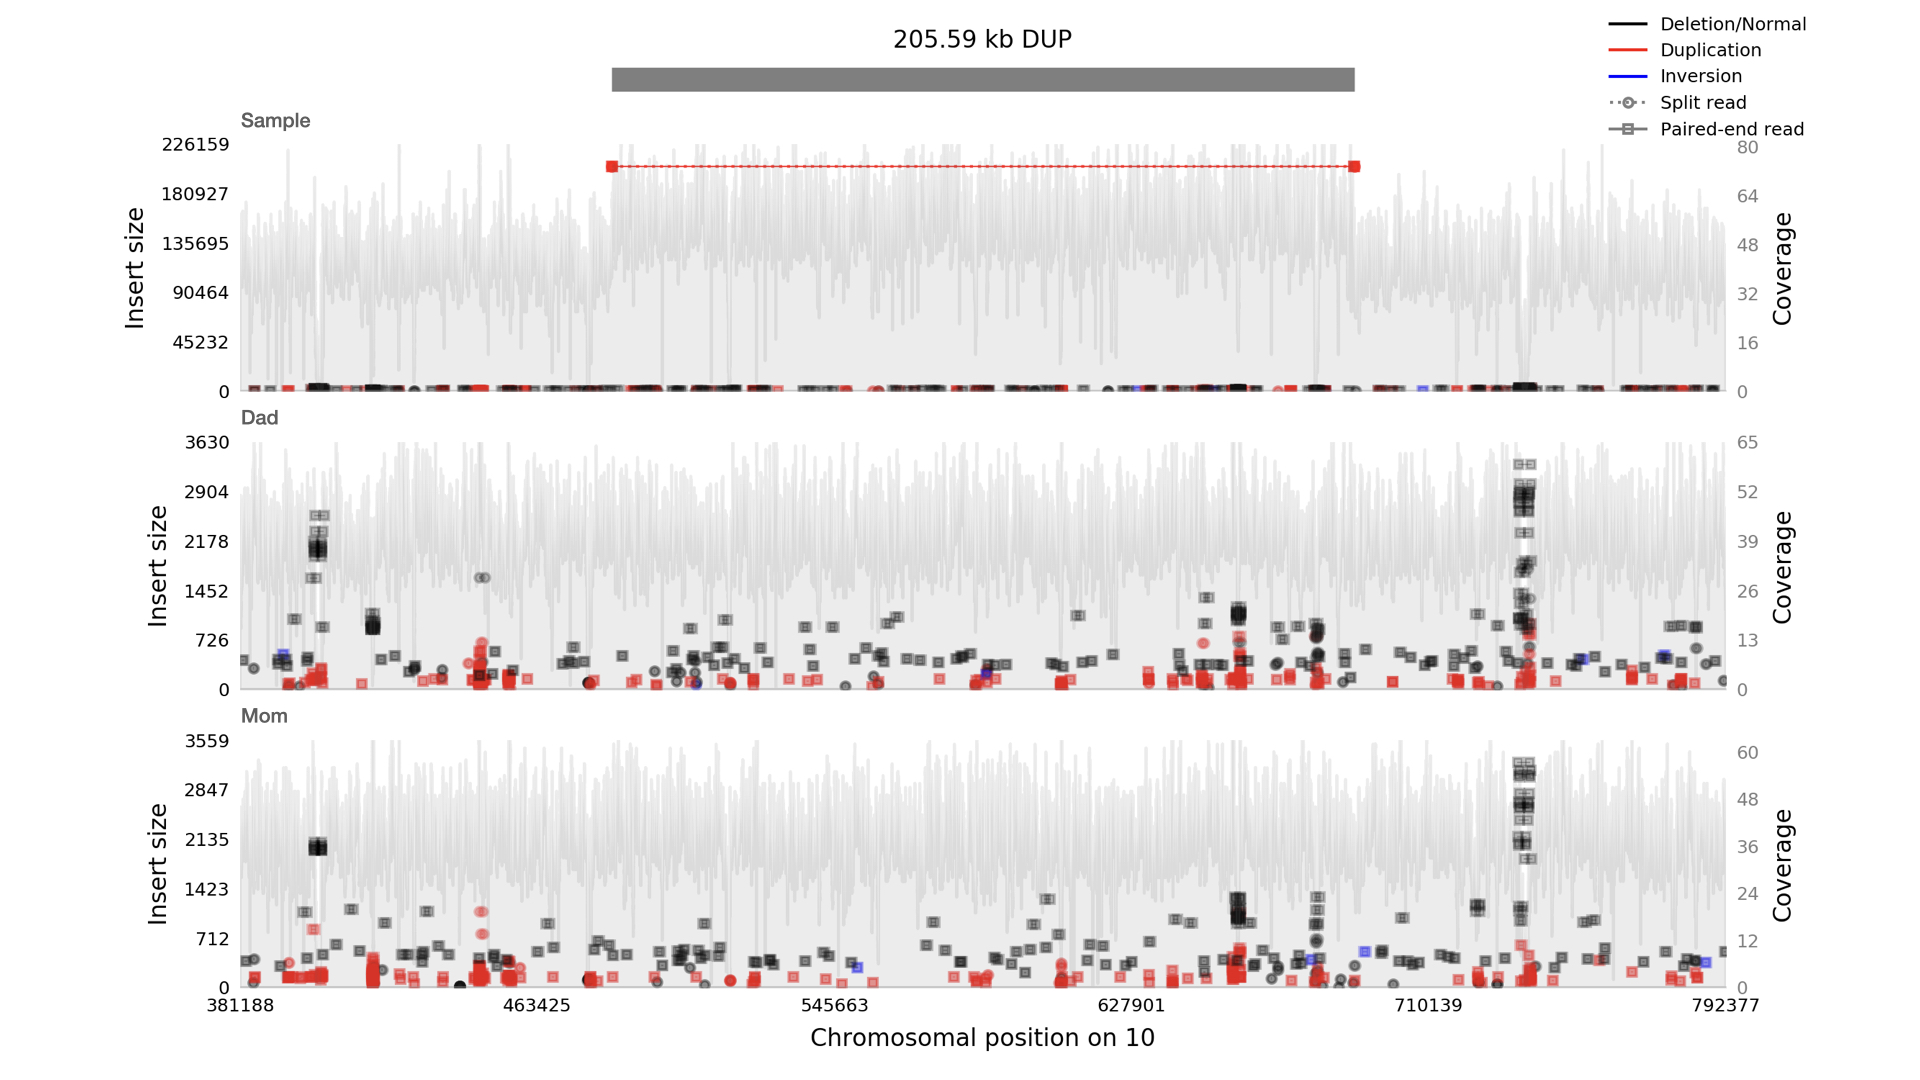 205.59 kb DUP
Deletion/Normal
Duplication
Inversion
Split read
Paired-end read
Sample
226159
180927
135695
90464
45232
0
Insert size
80
64
48
32
16
0
Coverage
Dad
3630
2904
2178
1452
726
0
Insert size
65
52
39
26
13
0
Coverage
Mom
3559
2847
2135
1423
712
0
Insert size
60
48
36
24
12
0
Coverage
381188 463425 545663 627901 710139 792377
Chromosomal position on 10